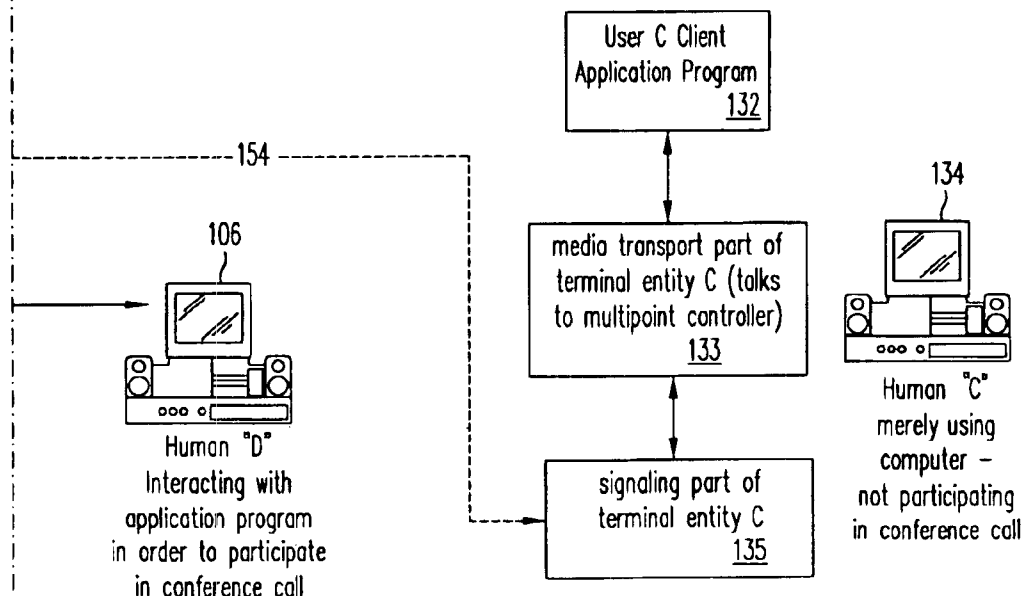 User C Client
Application Program
132
154
134
106
media transport part of
terminal entity C (talks
to multipoint controller)
133
Human "D"
Interacting with
application program
in order to participate
in conference call
Human "C"
merely using
computer –
not participating
in conference call
signaling part of
terminal entity C
135